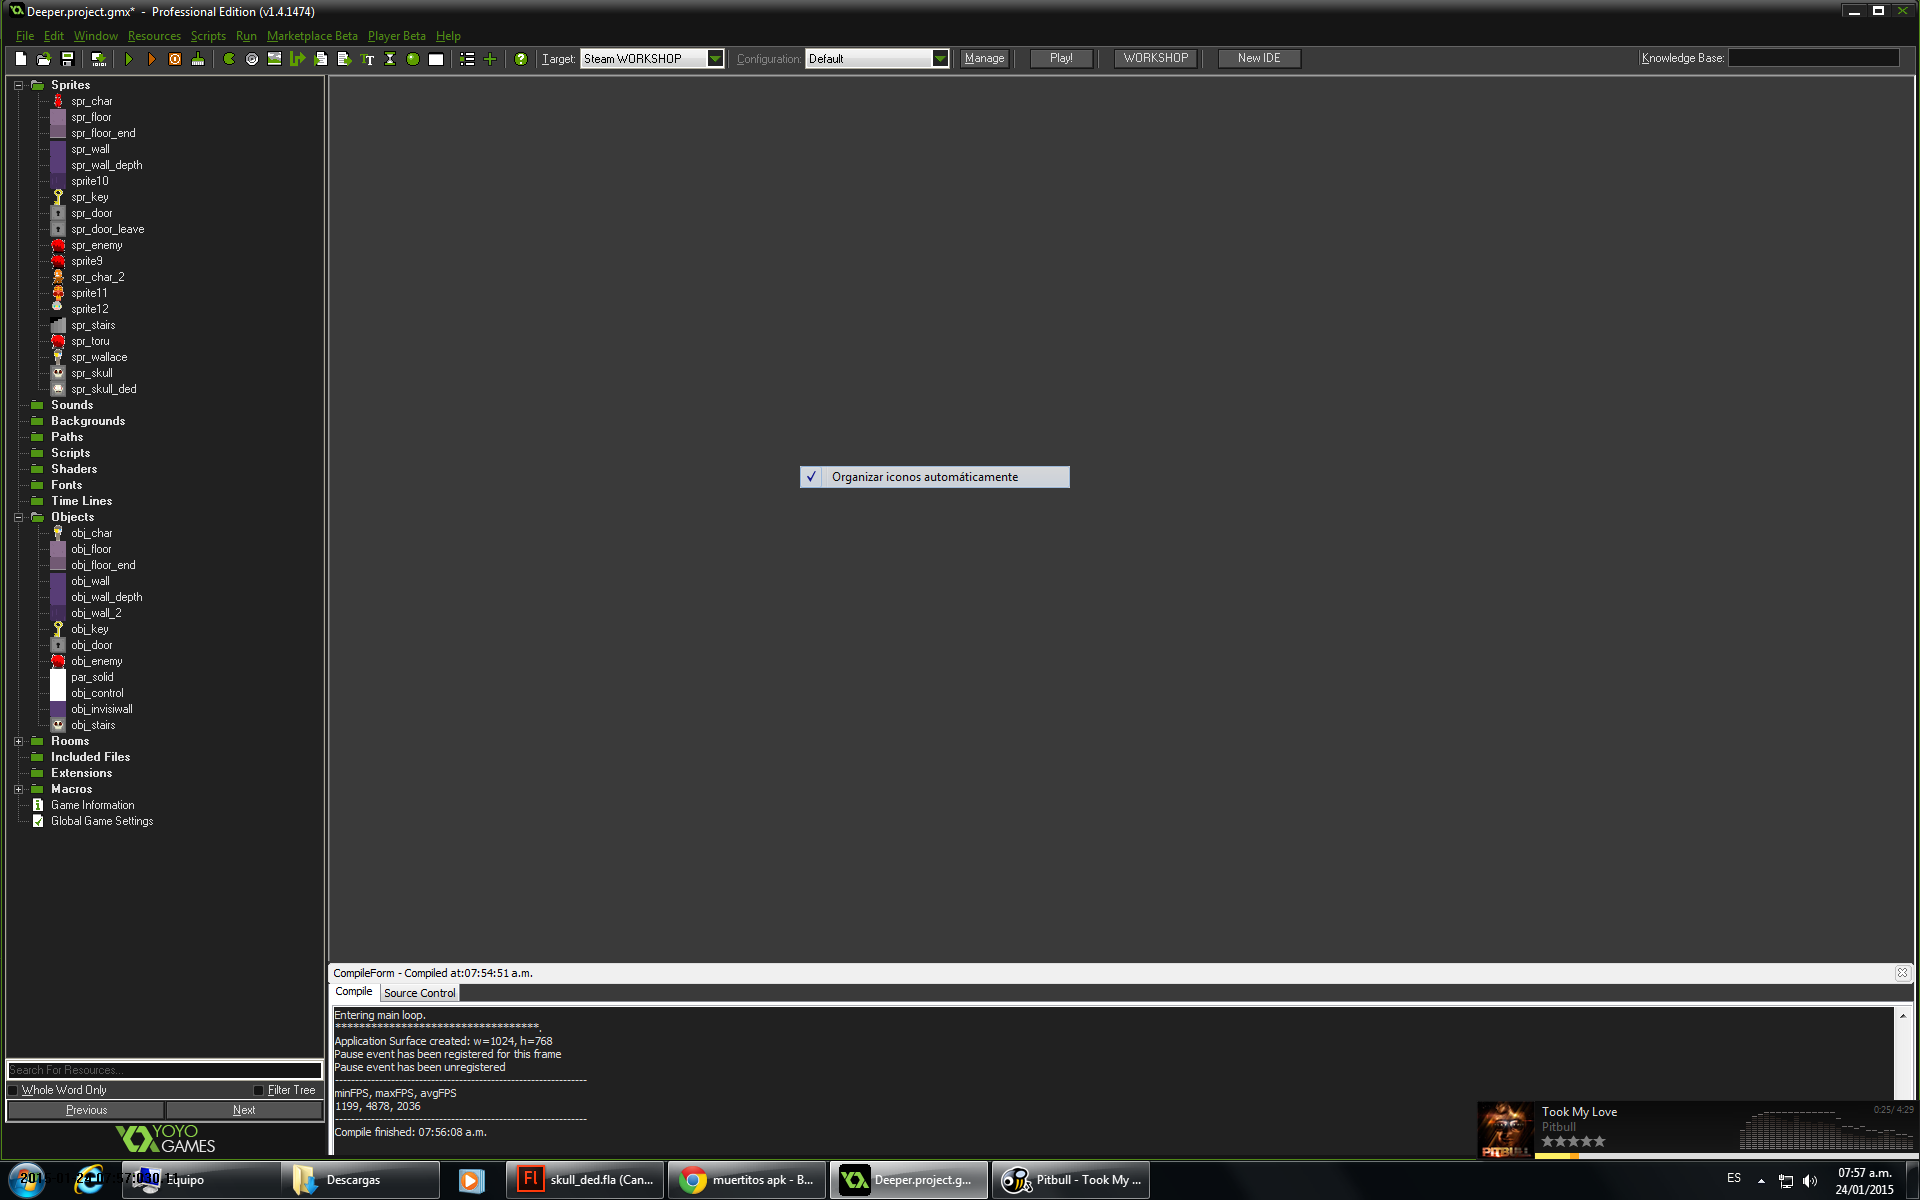 Deeper.project.gmx* - Professional Edition (v1.4.1474)
File Edit Window Resources Scripts Run Marketplace Beta Player Beta Help
Target: Steam WORKSHOP Configuration: Default Manage Play! WORKSHOP New IDE Knowledge Base:
Sprites
spr_char
spr_floor
spr_floor_end
spr_wall
spr_wall_depth
sprite10
spr_key
spr_door
spr_door_leave
spr_enemy
sprite9
spr_char_2
sprite11
sprite12
spr_stairs
spr_toru
spr_wallace
spr_skull
spr_skull_ded
Sounds
Backgrounds
Paths
Scripts
Shaders
Fonts
Time Lines
Objects
obj_char
obj_floor
obj_floor_end
obj_wall
obj_wall_depth
obj_wall_2
obj_key
obj_door
obj_enemy
par_solid
obj_control
obj_invisiwall
obj_stairs
Rooms
Included Files
Extensions
Macros
Game Information
Global Game Settings
Organizar iconos automáticamente
Search For Resources...
Whole Word Only Filter Tree
Previous Next
YOYO
GAMES
CompileForm - Compiled at:07:54:51 a.m.
Compile Source Control
Entering main loop.
**********************************.
Application Surface created: w=1024, h=768
Pause event has been registered for this frame
Pause event has been unregistered
minFPS, maxFPS, avgFPS
1199, 4878, 2036
Compile finished: 07:56:08 a.m.
Took My Love 0:25/ 4:29
Pitbull
PITBULL
Equipo Descargas skull_ded.fla (Can... muertitos apk - B... Deeper.project.g... Pitbull - Took My ... ES
07:57 a.m.
24/01/2015